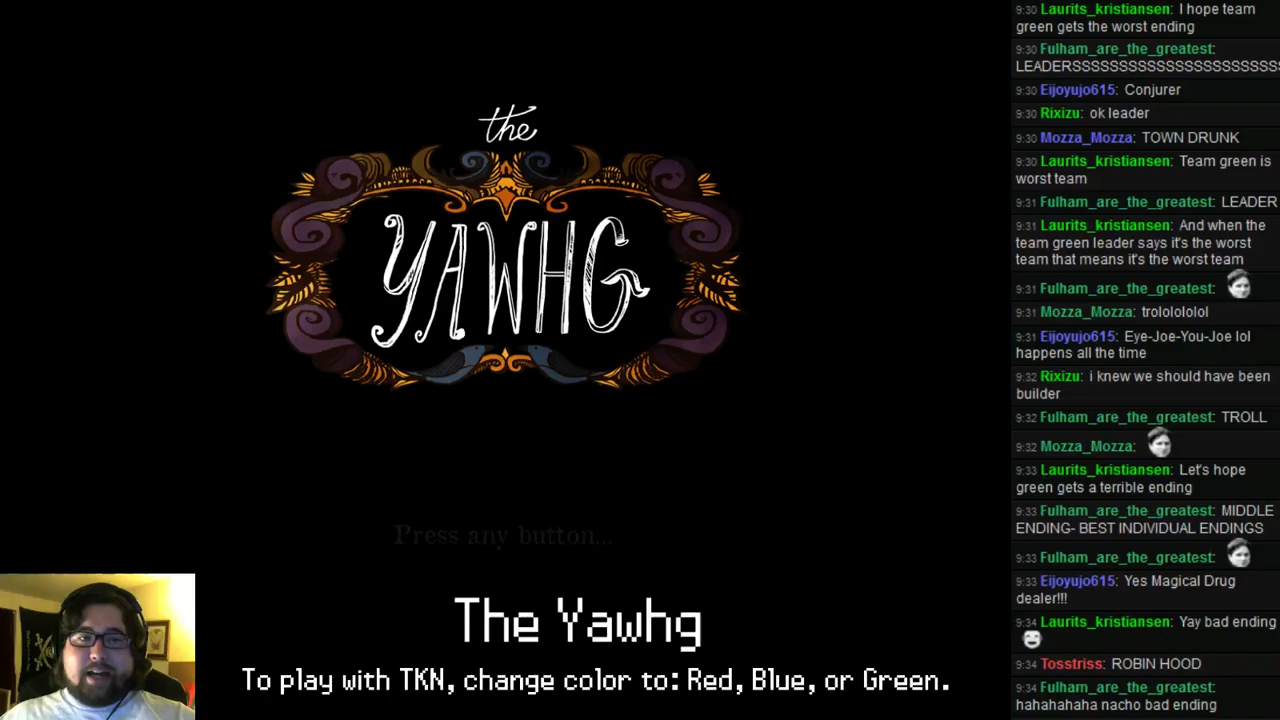 the
YAWHG
Press any button...
The Yawhg
To play with TKN, change color to: Red, Blue, or Green.
9:30 Laurits_kristiansen: I hope team
green gets the worst ending
9:30 Fulham_are_the_greatest:
LEADERSSSSSSSSSSSSSSSSSSSSS
9:30 Eijoyujo615: Conjurer
9:30 Rixizu: ok leader
9:30 Mozza_Mozza: TOWN DRUNK
9:30 Laurits_kristiansen: Team green is
worst team
9:31 Fulham_are_the_greatest: LEADER
9:31 Laurits_kristiansen: And when the
team green leader says it's the worst
team that means it's the worst team
9:31 Fulham_are_the_greatest:
9:31 Mozza_Mozza: trolololololol
9:31 Eijoyujo615: Eye-Joe-You-Joe lol
happens all the time
9:32 Rixizu: i knew we should have been
builder
9:32 Fulham_are_the_greatest: TROLL
9:32 Mozza_Mozza:
9:33 Laurits_kristiansen: Let's hope
green gets a terrible ending
9:33 Fulham_are_the_greatest: MIDDLE
ENDING- BEST INDIVIDUAL ENDINGS
9:33 Fulham_are_the_greatest:
9:33 Eijoyujo615: Yes Magical Drug
dealer!!!
9:34 Laurits_kristiansen: Yay bad ending
9:34 Tosstriss: ROBIN HOOD
9:34 Fulham_are_the_greatest:
hahahahaha nacho bad ending